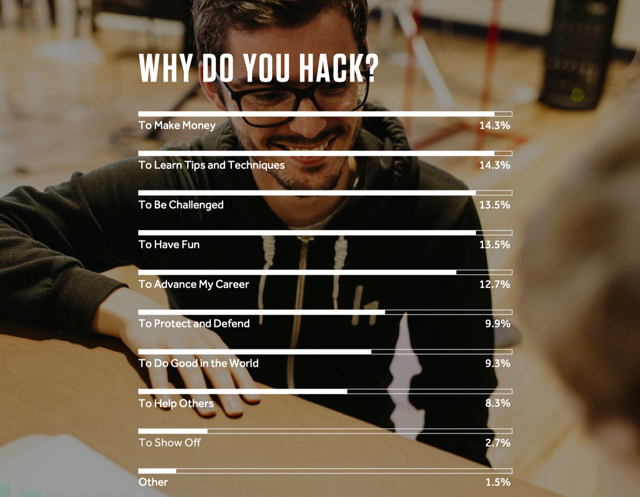 WHY DO YOU HACK?
To Make Money 14.3%
To Learn Tips and Techniques 14.3%
To Be Challenged 13.5%
To Have Fun 13.5%
To Advance My Career 12.7%
To Protect and Defend 9.9%
To Do Good in the World 9.3%
To Help Others 8.3%
To Show Off 2.7%
Other 1.5%